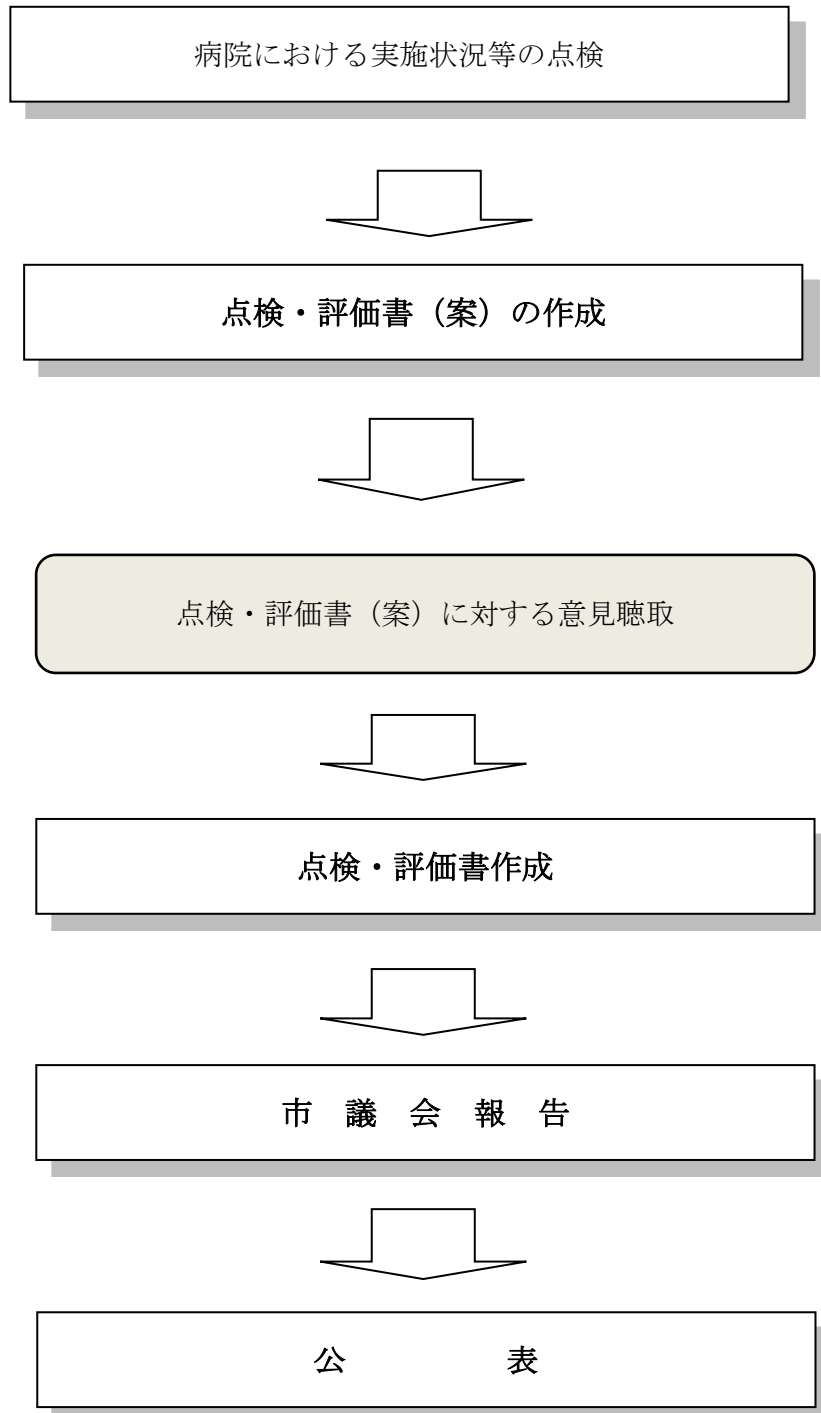 病院における実施状況等の点検
点検・評価書（案）の作成
点検・評価書（案）に対する意見聴取
点検・評価書作成
市　議　会　報　告
公　　　　　表